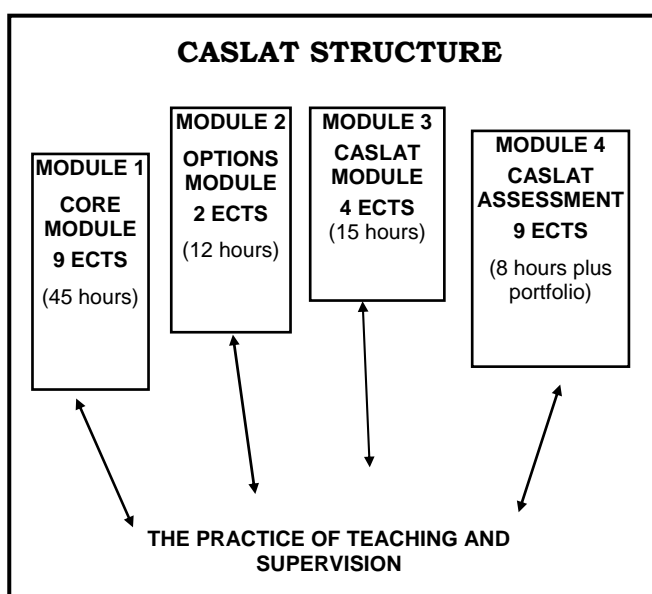 CASLAT STRUCTURE
MODULE 1
CORE
MODULE
9 ECTS
(45 hours)
MODULE 2
OPTIONS
MODULE
2 ECTS
(12 hours)
MODULE 3
CASLAT
MODULE
4 ECTS
(15 hours)
MODULE 4
CASLAT
ASSESSMENT
9 ECTS
(8 hours plus
portfolio)
THE PRACTICE OF TEACHING AND
SUPERVISION